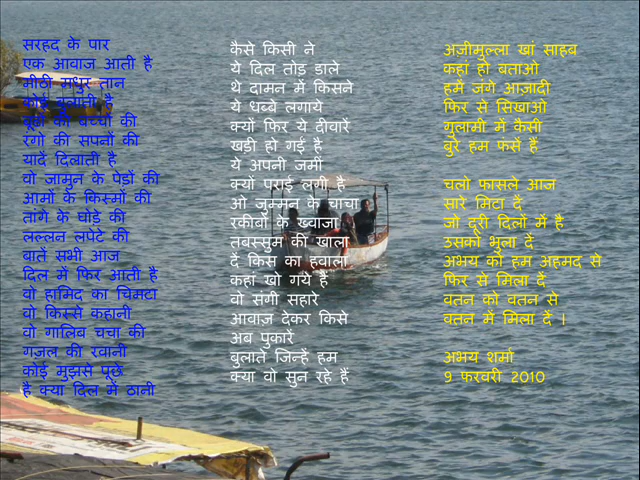 सरहद के पार
एक आवाज आती है
मीठी मधुर तान
कोई बुलाती है
बूढ़ों की बच्चों की
रंगों की सपनों की
यादें दिलाती है
वो जामुन के पेड़ों की
आमों के किस्मों की
तांगे के घोड़े की
लल्लन लपेटे की
बातें सभी आज
दिल में फिर आती है
वो हामिद का चिमटा
वो किस्से कहानी
वो गालिब चचा की
गज़ल की रवानी
कोई मुझसे पूछे
है क्या दिल में ठानी

कैसे किसी ने
ये दिल तोड़ डाले
थे दामन में किसने
ये धब्बे लगाये
क्यों फिर ये दीवारें
खड़ी हो गई है
ये अपनी जमीं
क्यों पराई लगी है
ओ जुम्मन के चाचा
रकीबों के ख्वाजा
तबस्सुम की खाला
दें किस का हवाला
कहां खो गये हैं
वो संगी सहारे
आवाज़ देकर किसे
अब पुकारें
बुलाते जिन्हें हम
क्या वो सुन रहे हैं

अज़ीमुल्ला खां साहब
कहां हो बताओ
हमें जंगे आज़ादी
फिर से सिखाओ
गुलामी में कैसी
बुरे हम फसें हैं

चलो फासले आज
सारे मिटा दें
जो दूरी दिलों में है
उसको भुला दें
अभय को हम अहमद से
फिर से मिला दें
वतन को वतन से
वतन में मिला दें ।

अभय शर्मा
9 फरवरी 2010